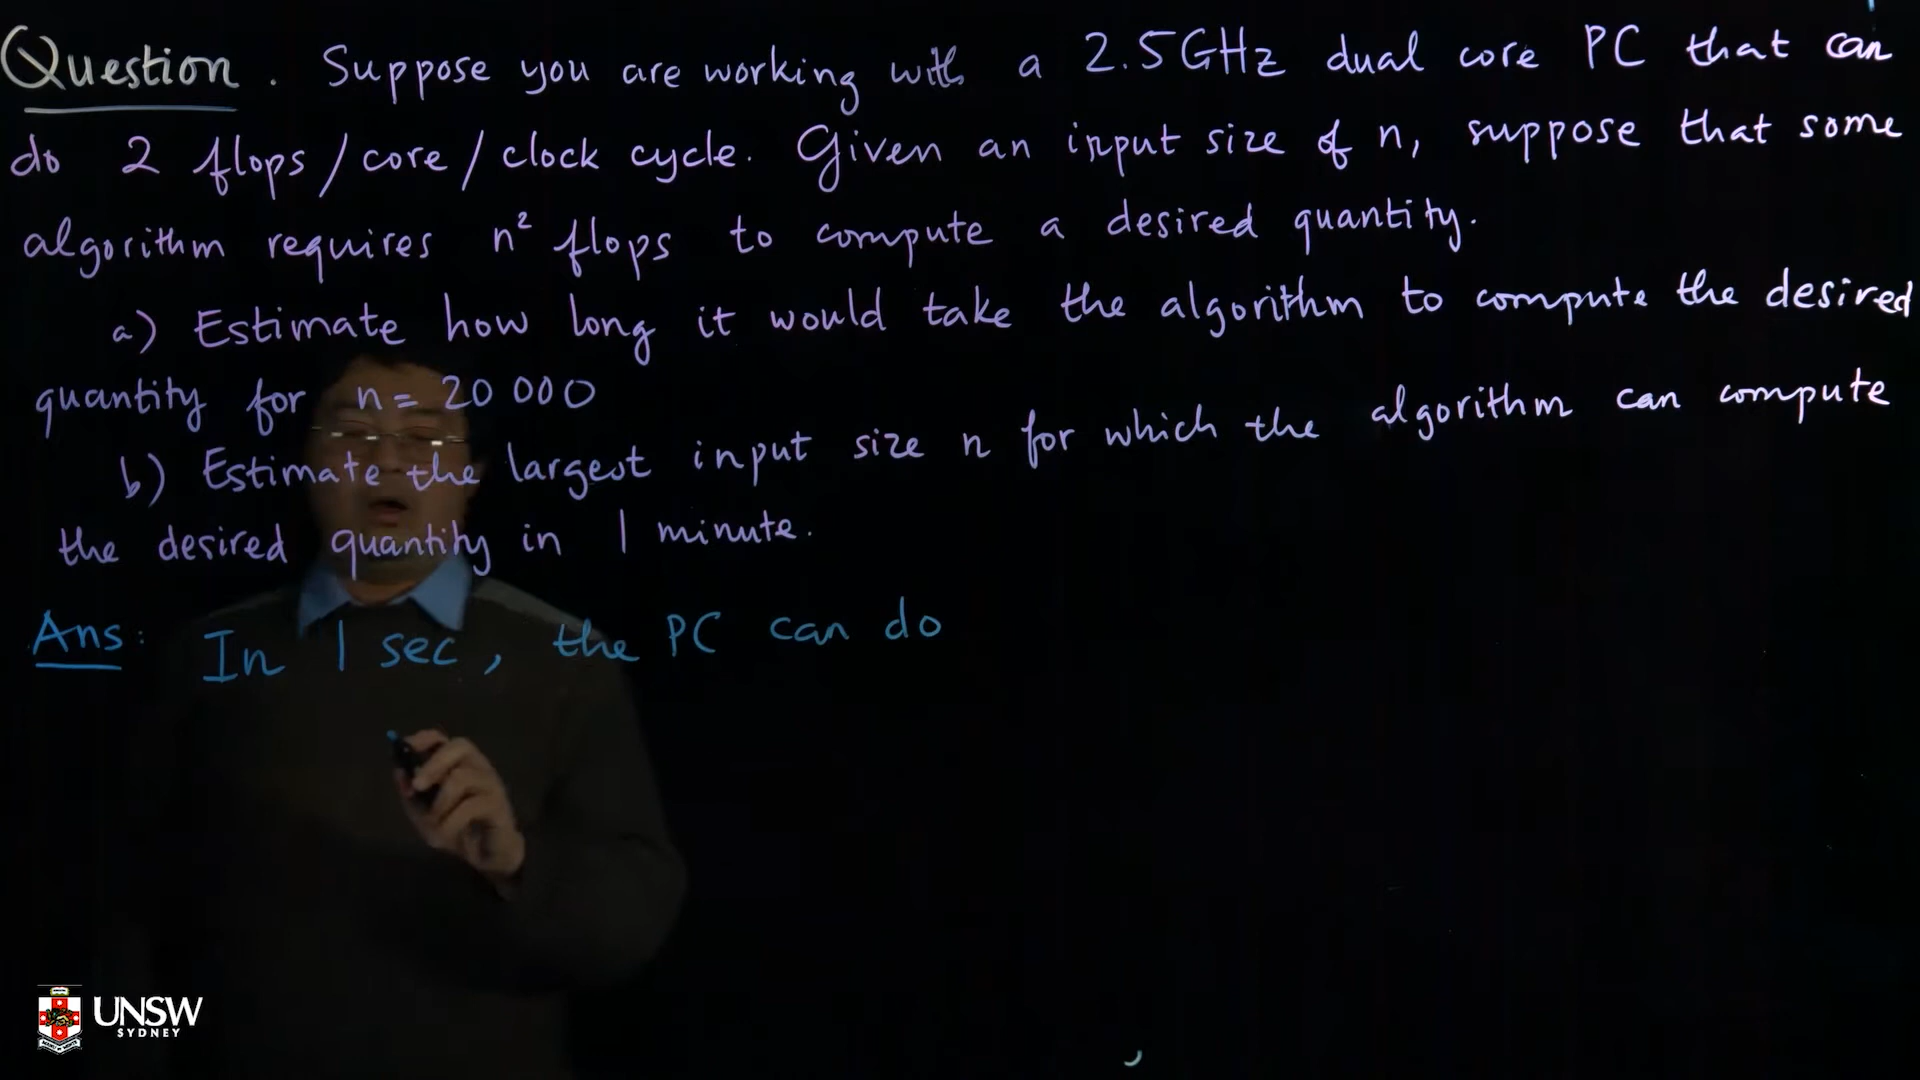 Question. Suppose you are working with a 2.5GHz dual core PC that can
do 2 flops/core/clock cycle. Given an input size of n, suppose that some
algorithm requires n² flops to compute a desired quantity.
a) Estimate how long it would take the algorithm to compute the desired
quantity for n = 20 000
b) Estimate the largest input size n for which the algorithm can compute
the desired quantity in 1 minute.
Ans: In 1 sec, the PC can do
UNSW
SYDNEY